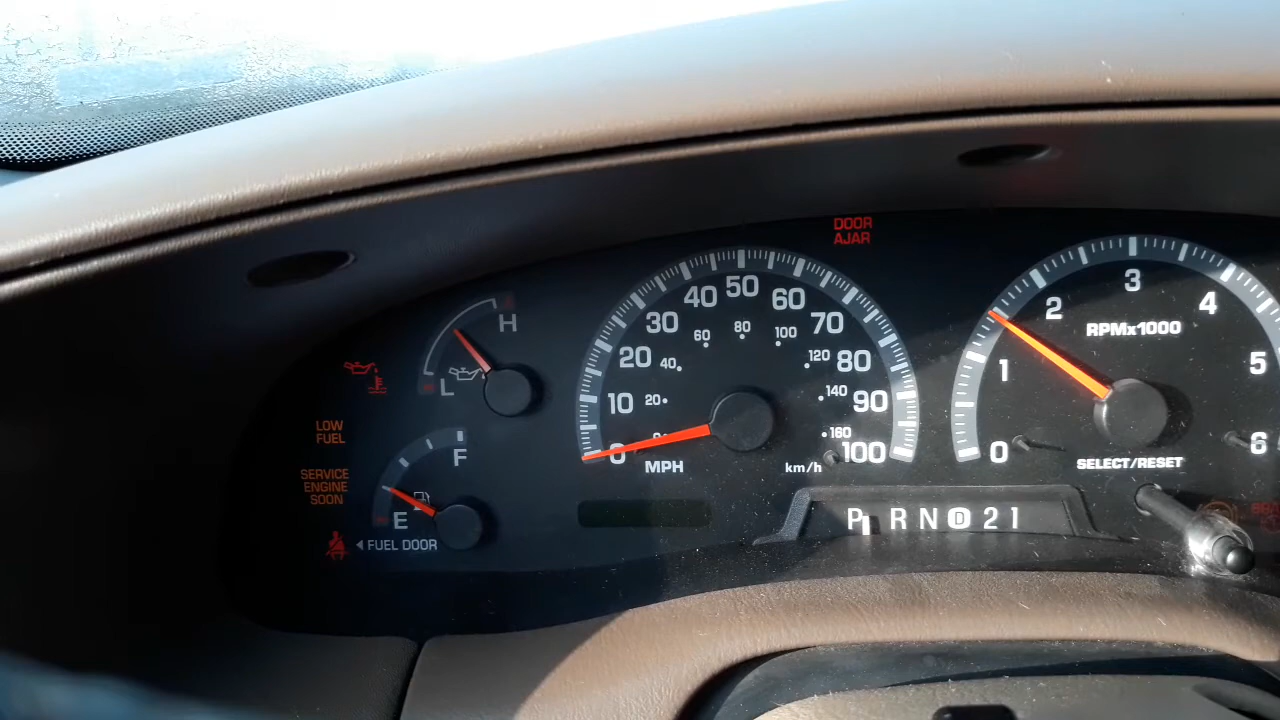 DOOR
AJAR
H
L
LOW
FUEL
SERVICE
ENGINE
SOON
F
E
FUEL DOOR
0 10 20 30 40 50 60 70 80 90 100
20 40 60 80 100 120 140 160
MPH
km/h
0 1 2 3 4 5 6
RPMx1000
SELECT/RESET
P R N D 2 1